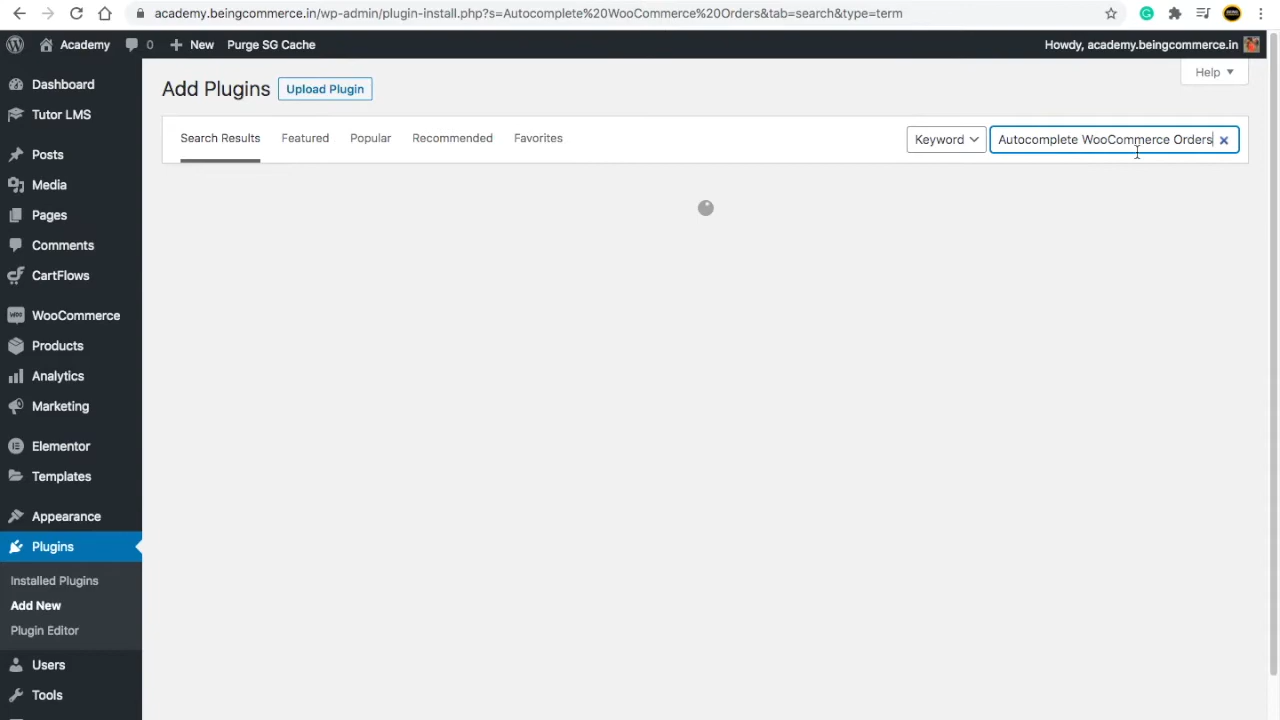 academy.beingcommerce.in/wp-admin/plugin-install.php?s=Autocomplete%20WooCommerce%20Orders&tab=search&type=term
Academy 0 New Purge SG Cache Howdy, academy.beingcommerce.in
Help
Dashboard
Tutor LMS
Posts
Media
Pages
Comments
CartFlows
WooCommerce
Products
Analytics
Marketing
Elementor
Templates
Appearance
Plugins
Installed Plugins
Add New
Plugin Editor
Users
Tools
Add Plugins Upload Plugin
Search Results Featured Popular Recommended Favorites Keyword Autocomplete WooCommerce Orders